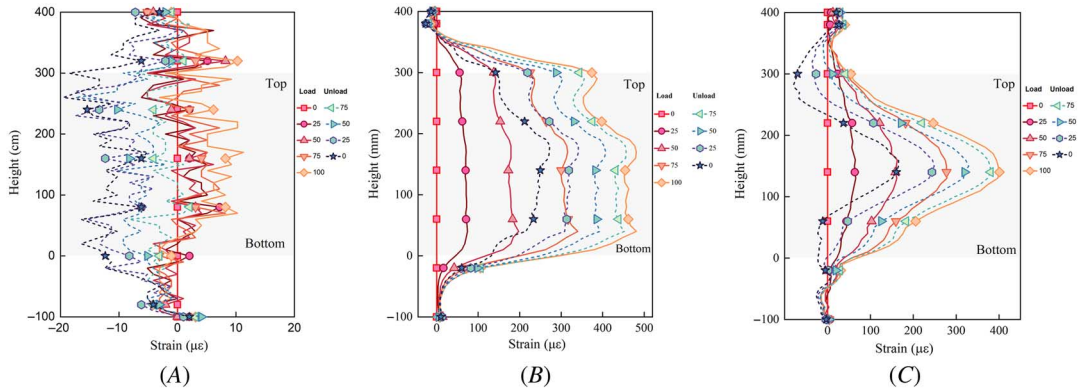 400
300
200
100
0
−100
Height (cm)
−20
−10
0
10
20
Strain (με)
Top
Bottom
Load
Unload
0
75
25
50
50
25
75
0
100
(A)
400
300
200
100
0
−100
Height (mm)
0
100
200
300
400
500
Strain (με)
Top
Bottom
Load
Unload
0
75
25
50
50
25
75
0
100
(B)
400
300
200
100
0
−100
Height (mm)
0
100
200
300
400
Strain (με)
Top
Bottom
Load
Unload
0
75
25
50
50
25
75
0
100
(C)